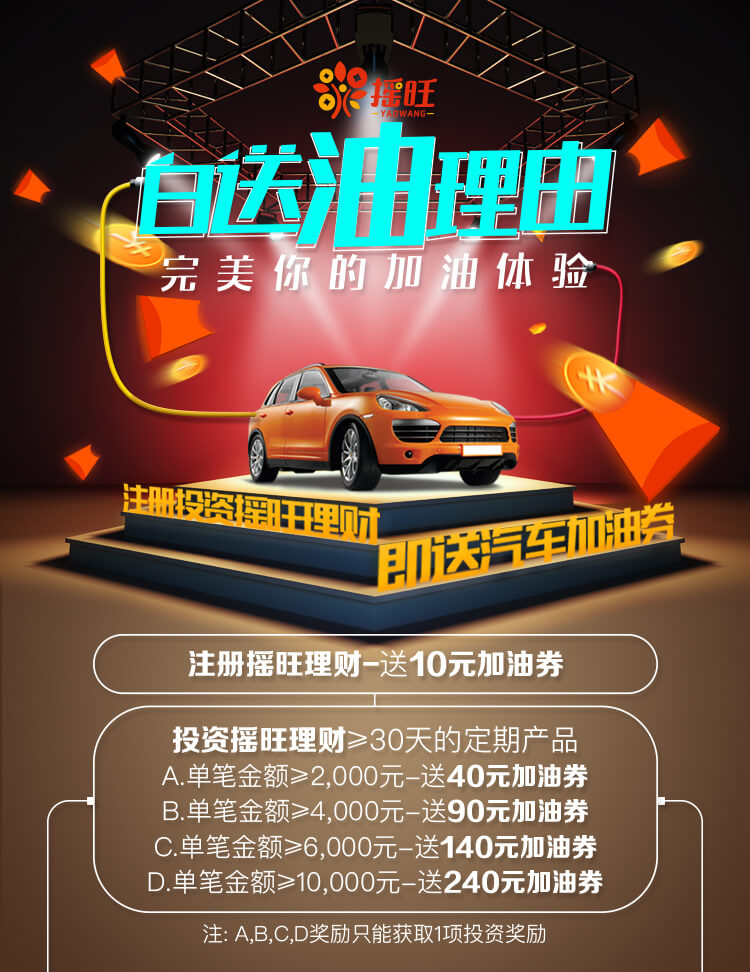 摇旺
YAOWANG
白送油理由
完美你的加油体验
注册投资摇旺理财
即送汽车加油券
注册摇旺理财-送10元加油券
投资摇旺理财≥30天的定期产品
A.单笔金额≥2,000元-送40元加油券
B.单笔金额≥4,000元-送90元加油券
C.单笔金额≥6,000元-送140元加油券
D.单笔金额≥10,000元-送240元加油券
注: A,B,C,D奖励只能获取1项投资奖励